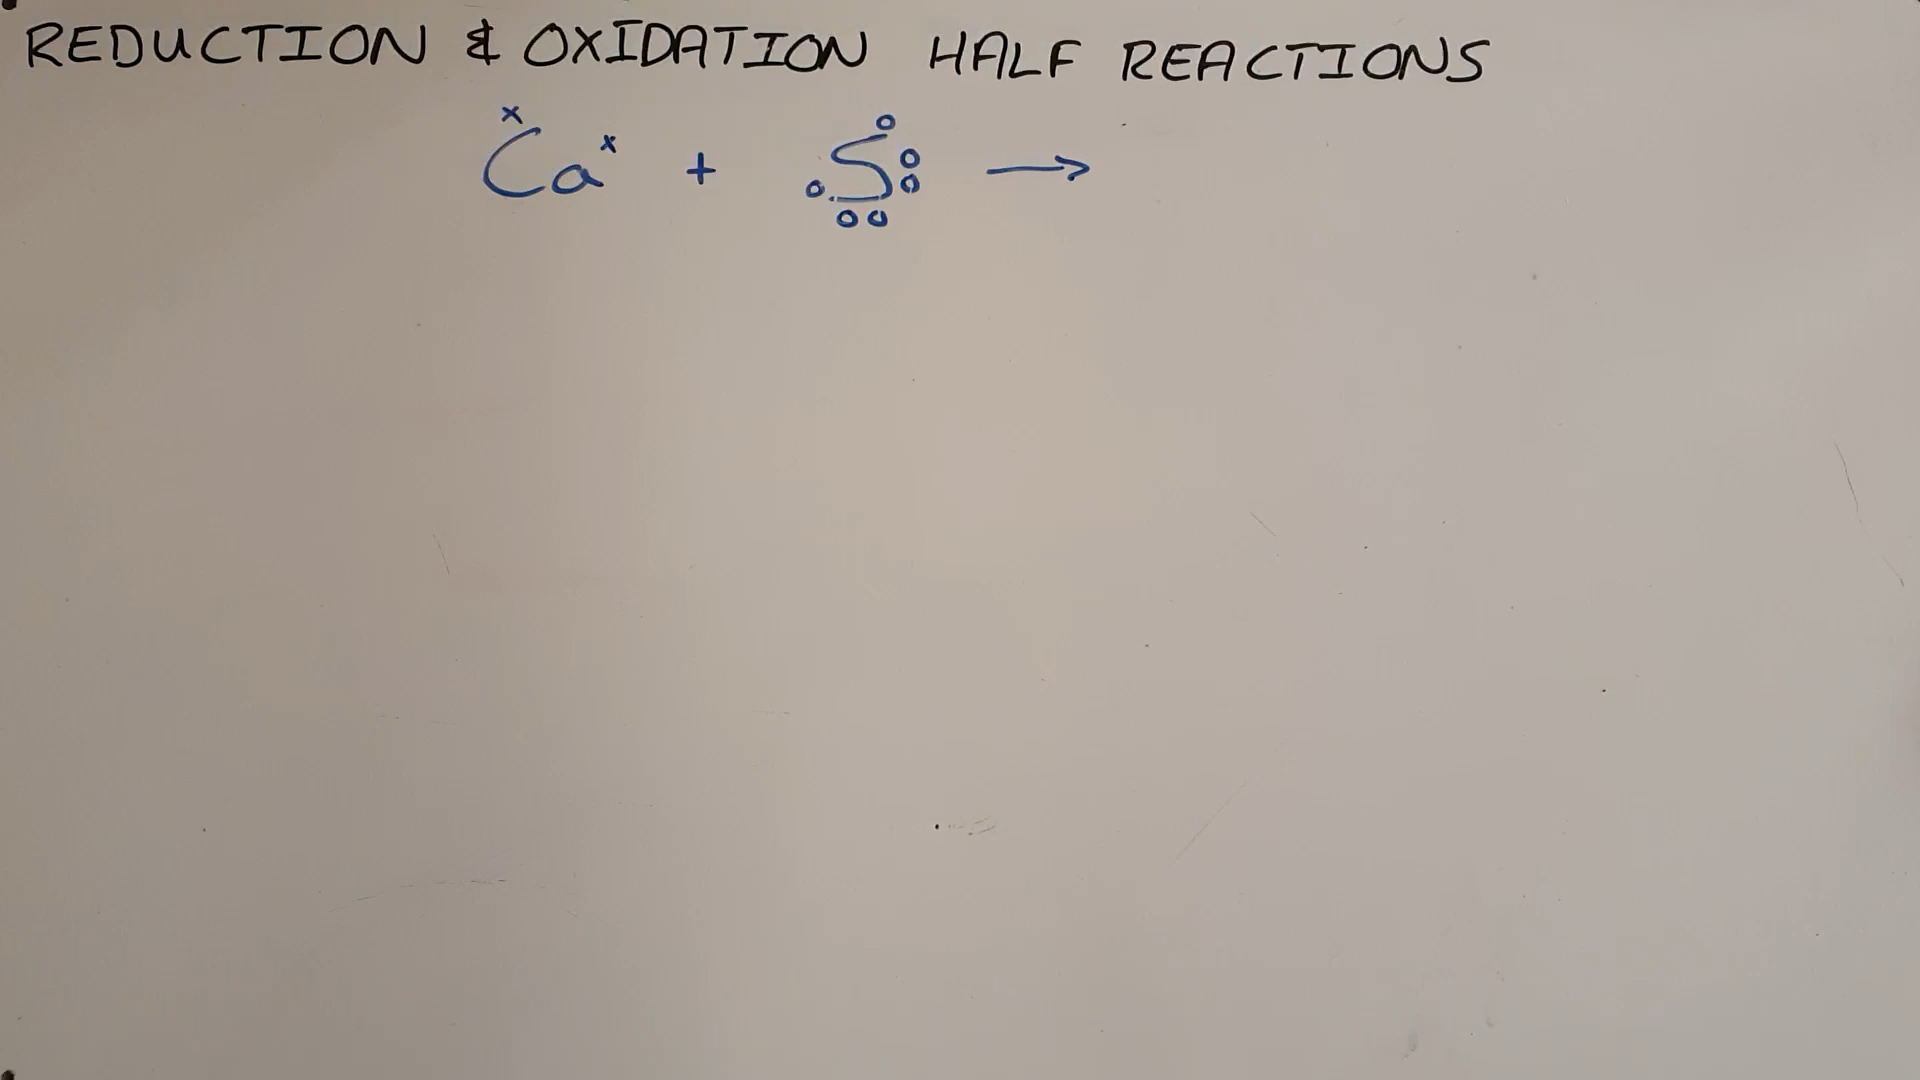 REDUCTION & OXIDATION HALF REACTIONS
Ca + S →